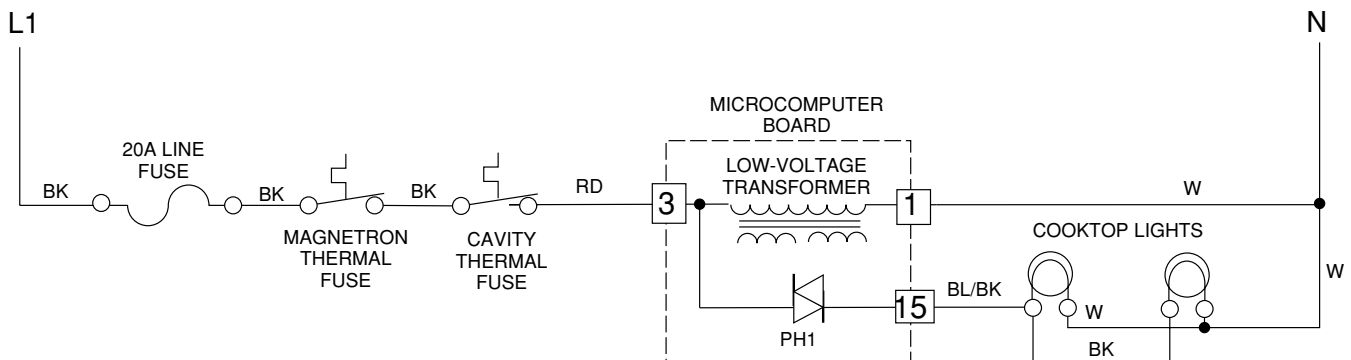 L1
N
MICROCOMPUTER
BOARD
20A LINE
FUSE
LOW-VOLTAGE
TRANSFORMER
BK
BK
BK
RD
3
1
W
MAGNETRON
THERMAL
FUSE
CAVITY
THERMAL
FUSE
COOKTOP LIGHTS
W
PH1
15
BL/BK
W
BK